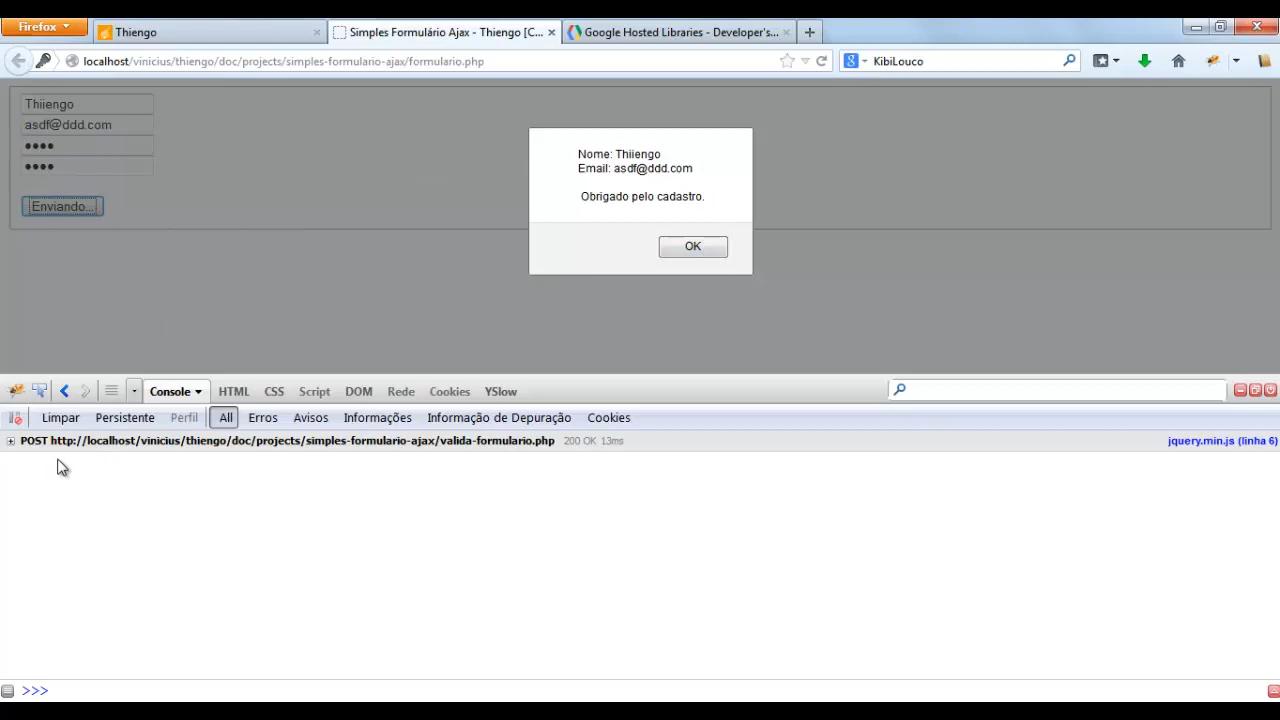 Firefox
Thiengo
Simples Formulário Ajax - Thiengo [C...
Google Hosted Libraries - Developer's...
localhost/vinicius/thiengo/doc/projects/simples-formulario-ajax/formulario.php
KibiLouco
Thiiengo
asdf@ddd.com
••••
••••
Enviando...
Nome: Thiiengo
Email: asdf@ddd.com
Obrigado pelo cadastro.
OK
Console HTML CSS Script DOM Rede Cookies YSlow
Limpar Persistente Perfil All Erros Avisos Informações Informação de Depuração Cookies
POST http://localhost/vinicius/thiengo/doc/projects/simples-formulario-ajax/valida-formulario.php 200 OK 13ms jquery.min.js (linha 6)
>>>